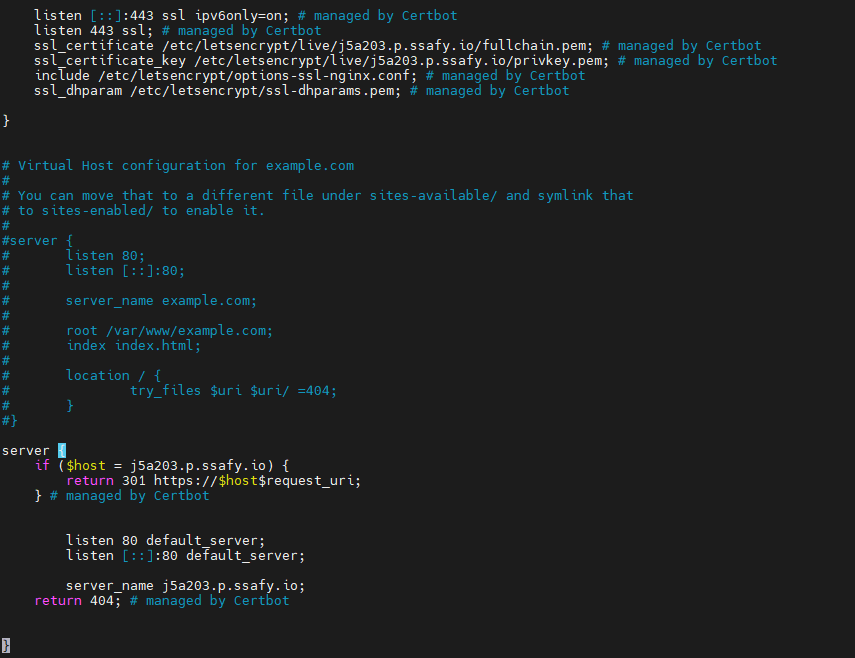 listen [::]:443 ssl ipv6only=on; # managed by Certbot
    listen 443 ssl; # managed by Certbot
    ssl_certificate /etc/letsencrypt/live/j5a203.p.ssafy.io/fullchain.pem; # managed by Certbot
    ssl_certificate_key /etc/letsencrypt/live/j5a203.p.ssafy.io/privkey.pem; # managed by Certbot
    include /etc/letsencrypt/options-ssl-nginx.conf; # managed by Certbot
    ssl_dhparam /etc/letsencrypt/ssl-dhparams.pem; # managed by Certbot
}
# Virtual Host configuration for example.com
#
# You can move that to a different file under sites-available/ and symlink that
# to sites-enabled/ to enable it.
#
#server {
#       listen 80;
#       listen [::]:80;
#
#       server_name example.com;
#
#       root /var/www/example.com;
#       index index.html;
#
#       location / {
#               try_files $uri $uri/ =404;
#       }
#}
server {
    if ($host = j5a203.p.ssafy.io) {
        return 301 https://$host$request_uri;
    } # managed by Certbot
        listen 80 default_server;
        listen [::]:80 default_server;
        server_name j5a203.p.ssafy.io;
    return 404; # managed by Certbot
}